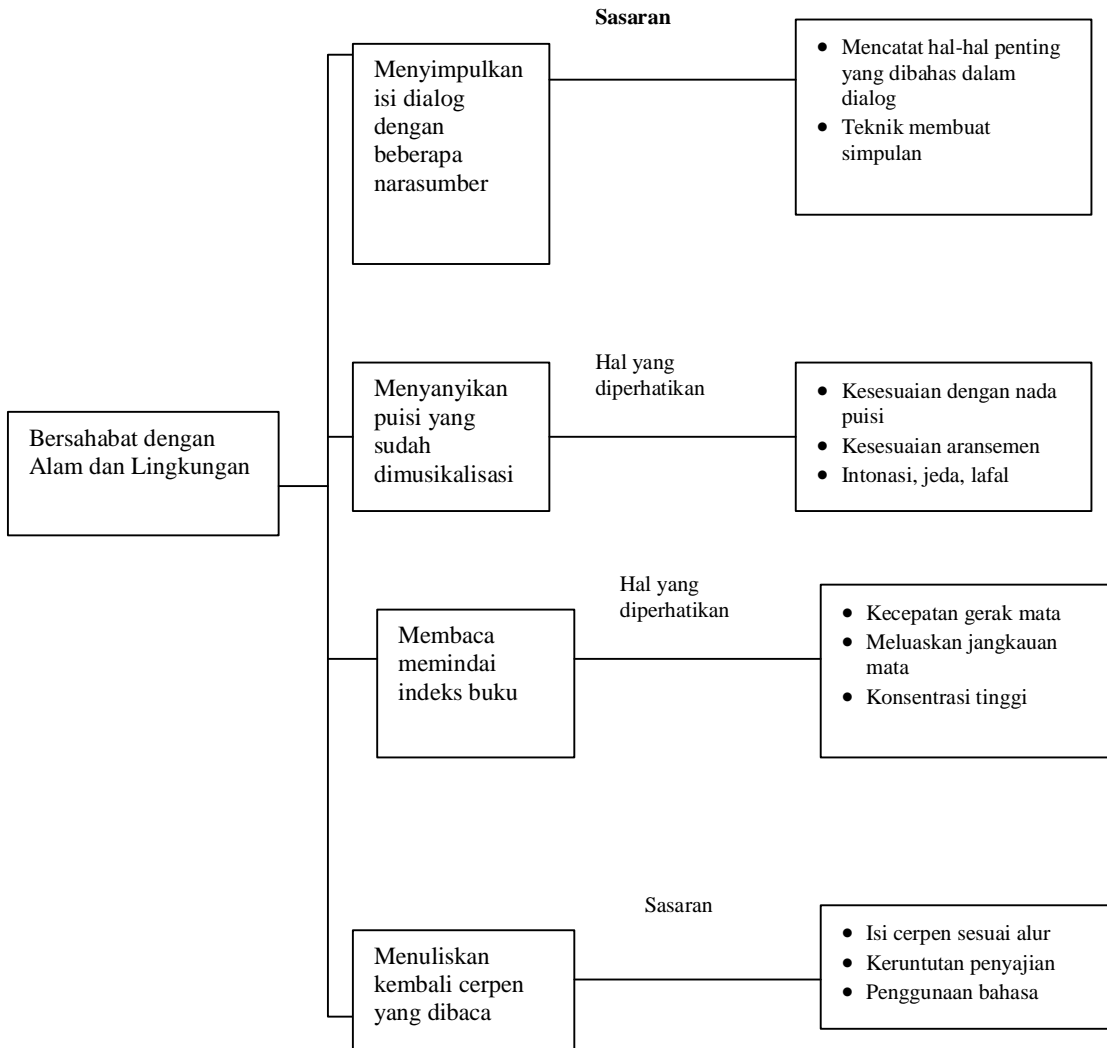 Sasaran
Menyimpulkan
isi dialog
dengan
beberapa
narasumber
• Mencatat hal-hal penting
yang dibahas dalam
dialog
• Teknik membuat
simpulan
Bersahabat dengan
Alam dan Lingkungan
Menyanyikan
puisi yang
sudah
dimusikalisasi
Hal yang
diperhatikan
• Kesesuaian dengan nada
puisi
• Kesesuaian aransemen
• Intonasi, jeda, lafal
Membaca
memindai
indeks buku
Hal yang
diperhatikan
• Kecepatan gerak mata
• Meluaskan jangkauan
mata
• Konsentrasi tinggi
Menuliskan
kembali cerpen
yang dibaca
Sasaran
• Isi cerpen sesuai alur
• Keruntutan penyajian
• Penggunaan bahasa